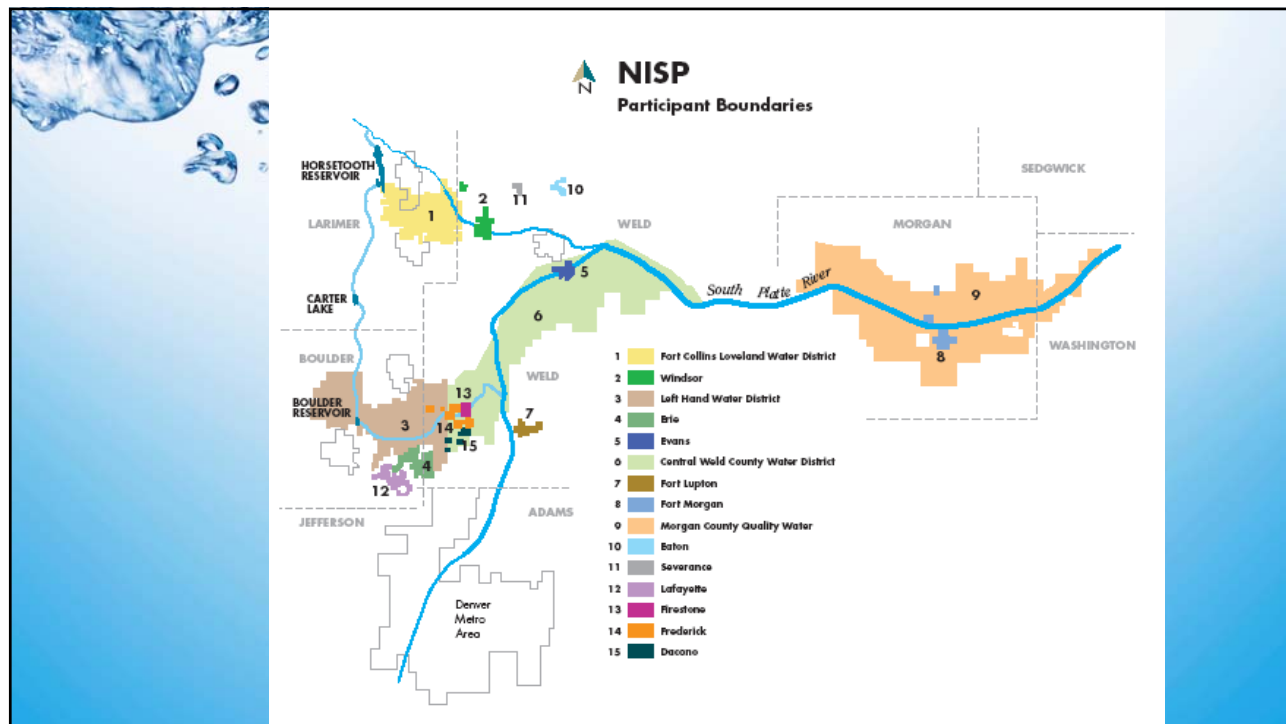 NISP
Participant Boundaries
N
HORSETOOTH
RESERVOIR
LARIMER
1
2
11
10
WELD
SEDGWICK
MORGAN
5
South Platte River
9
8
WASHINGTON
CARTER
LAKE
6
BOULDER
BOULDER
RESERVOIR
3
13
WELD
14
15
7
4
12
JEFFERSON
ADAMS
Denver
Metro
Area
1 Fort Collins Loveland Water District
2 Windsor
3 Left Hand Water District
4 Erie
5 Evans
6 Central Weld County Water District
7 Fort Lupton
8 Fort Morgan
9 Morgan County Quality Water
10 Eaton
11 Severance
12 Lafayette
13 Firestone
14 Frederick
15 Dacono